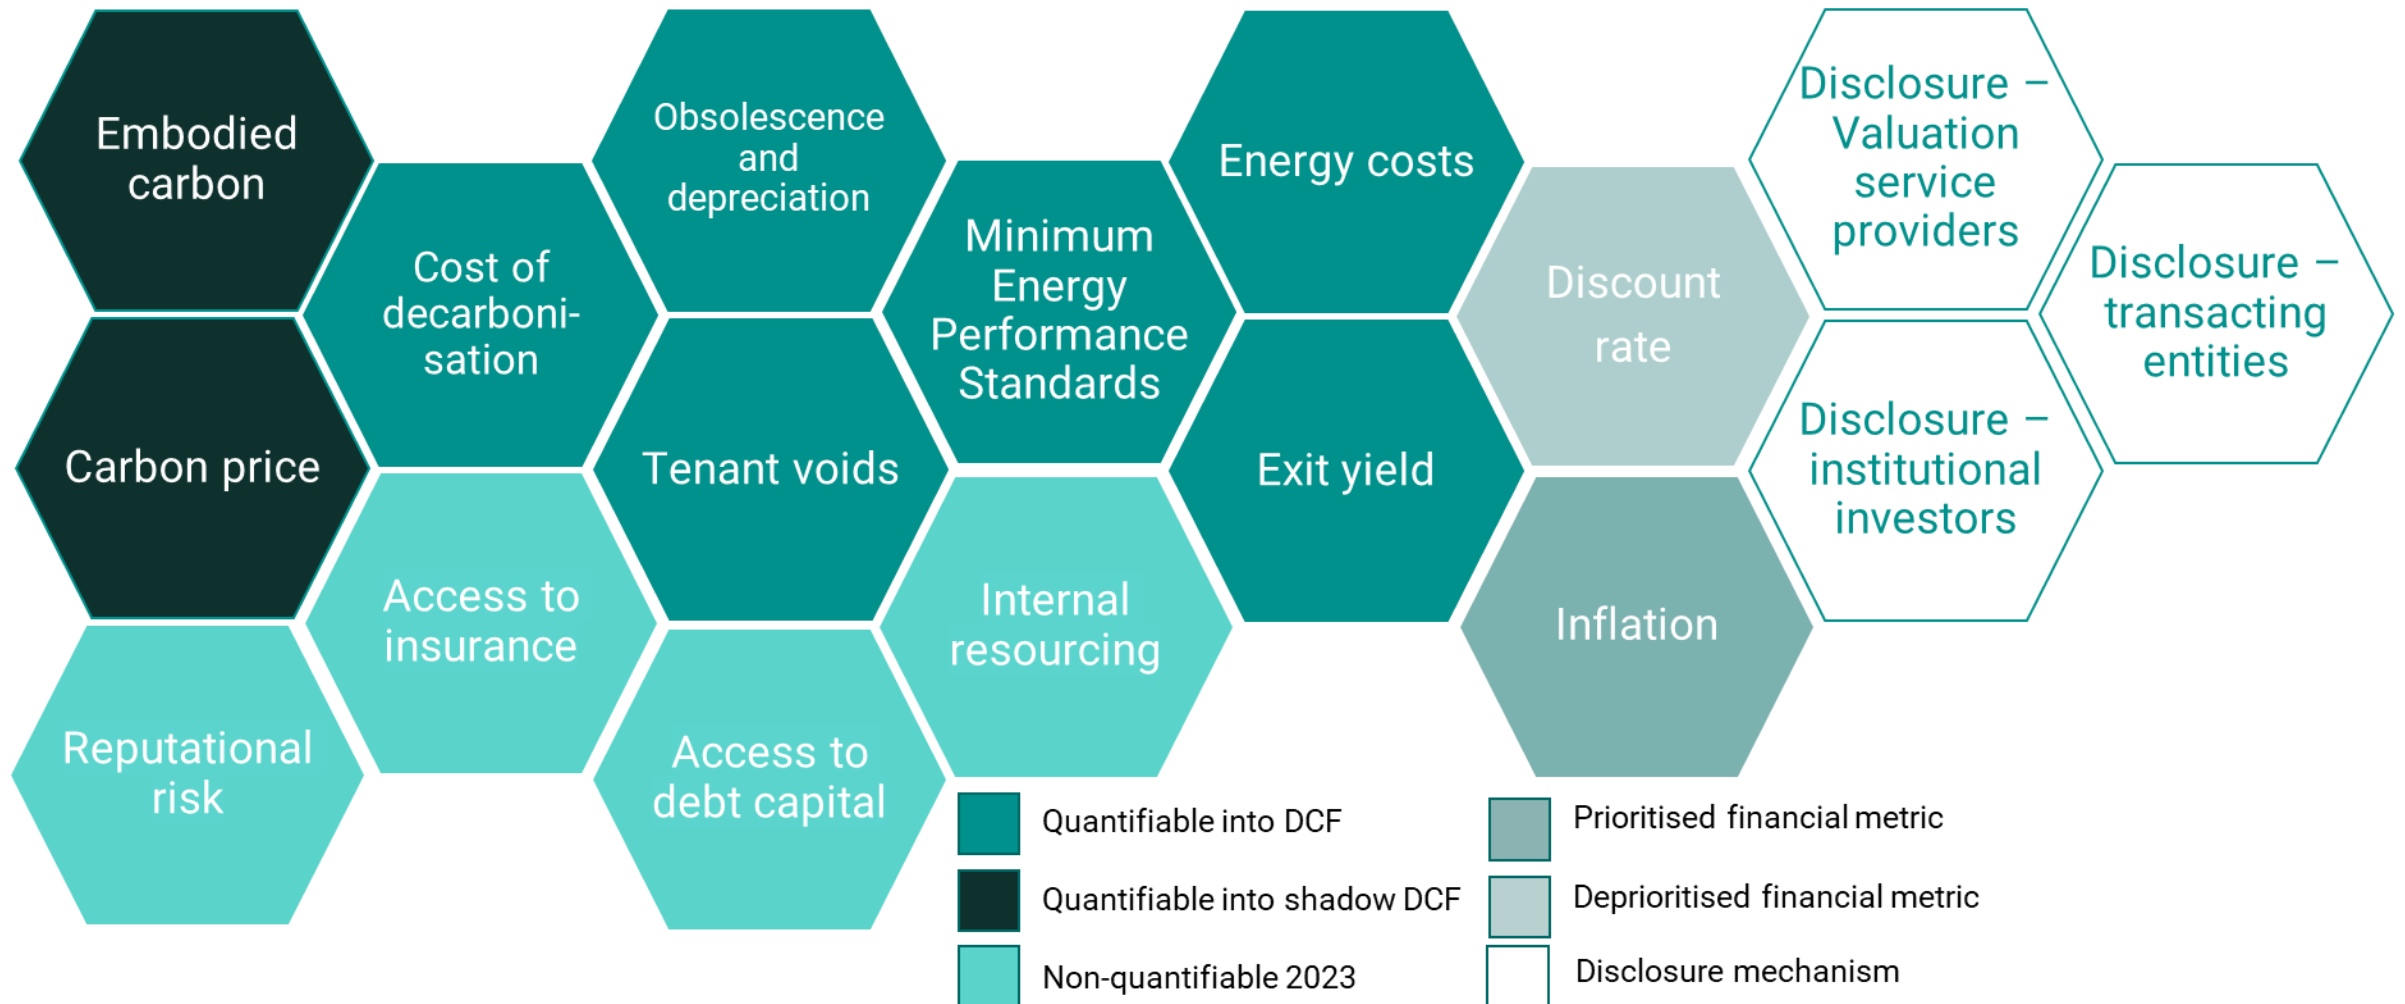 Embodied
carbon
Carbon price
Reputational
risk
Cost of
decarboni-
sation
Access to
insurance
Obsolescence
and
depreciation
Tenant voids
Access to
debt capital
Minimum
Energy
Performance
Standards
Internal
resourcing
Energy costs
Exit yield
Discount
rate
Inflation
Disclosure –
Valuation
service
providers
Disclosure –
institutional
investors
Disclosure –
transacting
entities
Quantifiable into DCF
Quantifiable into shadow DCF
Non-quantifiable 2023
Prioritised financial metric
Deprioritised financial metric
Disclosure mechanism